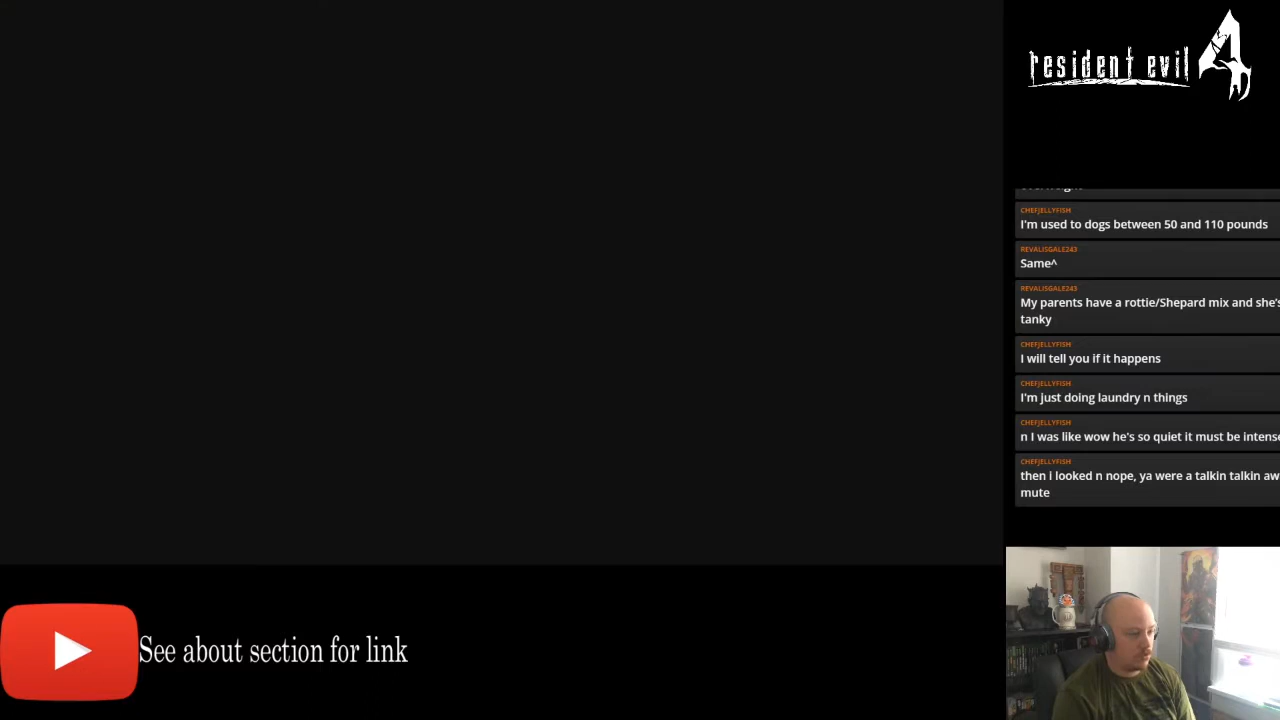 resident evil 4
CHEFJELLYFISH
I'm used to dogs between 50 and 110 pounds
REVALISGALE243
Same^
REVALISGALE243
My parents have a rottie/Shepard mix and she's
tanky
CHEFJELLYFISH
I will tell you if it happens
CHEFJELLYFISH
I'm just doing laundry n things
CHEFJELLYFISH
n I was like wow he's so quiet it must be intense
CHEFJELLYFISH
then i looked n nope, ya were a talkin talkin aw
mute
See about section for link